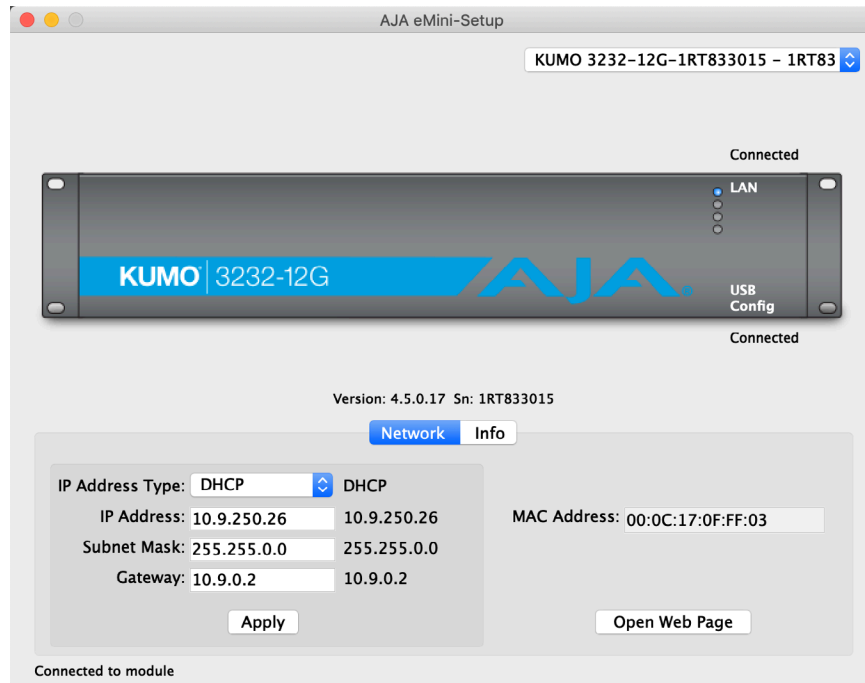 AJA eMini-Setup
KUMO 3232-12G-1RT833015 - 1RT83
Connected
LAN
KUMO 3232-12G
AJA
USB
Config
Connected
Version: 4.5.0.17 Sn: 1RT833015
Network Info
IP Address Type: DHCP DHCP
IP Address: 10.9.250.26 10.9.250.26
MAC Address: 00:0C:17:0F:FF:03
Subnet Mask: 255.255.0.0 255.255.0.0
Gateway: 10.9.0.2 10.9.0.2
Apply
Open Web Page
Connected to module